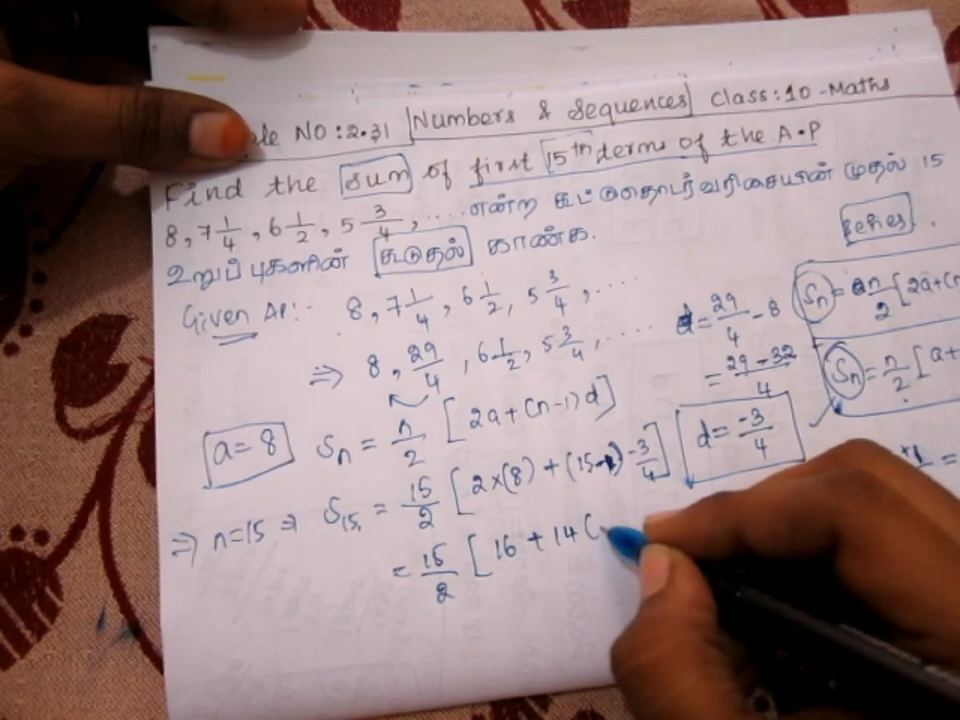 NO : 2.31 Numbers & Sequences Class : 10 - Maths
Find the sum of first 15th terms of the A.P
8, 7 1/4, 6 1/2, 5 3/4, .... என்ற கூட்டுத்தொடர்வரிசையின் முதல் 15
உறுப்புகளின் கூடுதல் காண்க.
Series.
Given AP:- 8, 7 1/4, 6 1/2, 5 3/4, ....
⇒ 8, 29/4, 6 1/2, 5 3/4, ....
d = 29/4 - 8
= 29 - 32/4
d = -3/4
Sn = n/2 [2a+(n
Sn = n/2 [a+
a = 8 Sn = n/2 [2a+(n-1)d]
⇒ n=15 ⇒ S15 = 15/2 [2×(8) + (15-1) -3/4]
= 15/2 [16 + 14 (